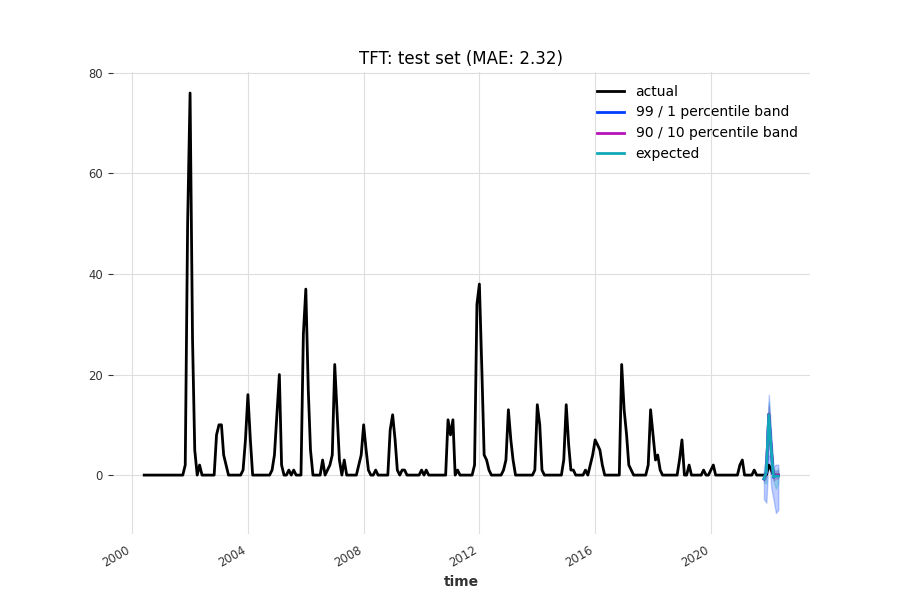 TFT: test set (MAE: 2.32)
80
60
40
20
0
actual
99 / 1 percentile band
90 / 10 percentile band
expected
2000
2004
2008
2012
2016
2020
time